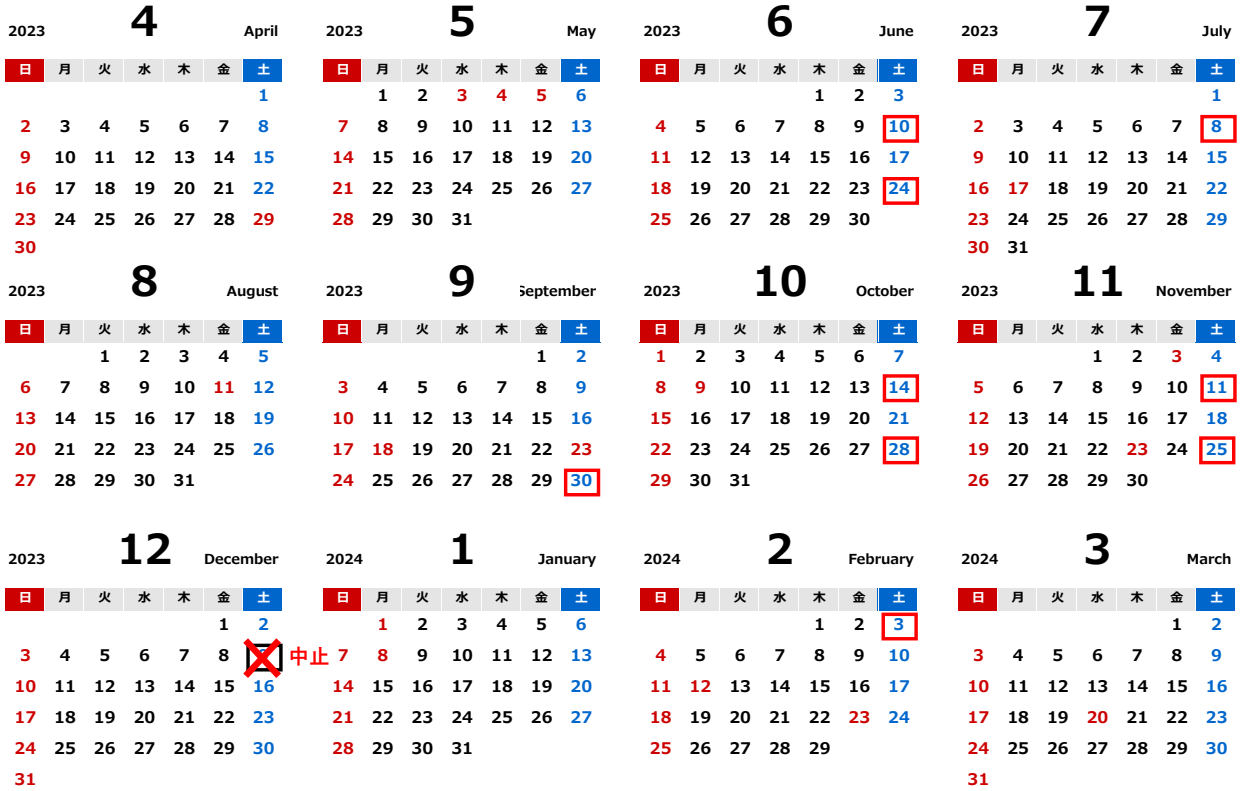 2023 4 April
日 月 火 水 木 金 土
1
2 3 4 5 6 7 8
9 10 11 12 13 14 15
16 17 18 19 20 21 22
23 24 25 26 27 28 29
30
2023 5 May
日 月 火 水 木 金 土
1 2 3 4 5 6
7 8 9 10 11 12 13
14 15 16 17 18 19 20
21 22 23 24 25 26 27
28 29 30 31
2023 6 June
日 月 火 水 木 金 土
1 2 3
4 5 6 7 8 9 10
11 12 13 14 15 16 17
18 19 20 21 22 23 24
25 26 27 28 29 30
2023 7 July
日 月 火 水 木 金 土
1
2 3 4 5 6 7 8
9 10 11 12 13 14 15
16 17 18 19 20 21 22
23 24 25 26 27 28 29
30 31
2023 8 August
日 月 火 水 木 金 土
1 2 3 4 5
6 7 8 9 10 11 12
13 14 15 16 17 18 19
20 21 22 23 24 25 26
27 28 29 30 31
2023 9 September
日 月 火 水 木 金 土
1 2
3 4 5 6 7 8 9
10 11 12 13 14 15 16
17 18 19 20 21 22 23
24 25 26 27 28 29 30
2023 10 October
日 月 火 水 木 金 土
1 2 3 4 5 6 7
8 9 10 11 12 13 14
15 16 17 18 19 20 21
22 23 24 25 26 27 28
29 30 31
2023 11 November
日 月 火 水 木 金 土
1 2 3 4
5 6 7 8 9 10 11
12 13 14 15 16 17 18
19 20 21 22 23 24 25
26 27 28 29 30
2023 12 December
日 月 火 水 木 金 土
1 2
3 4 5 6 7 8 中止
10 11 12 13 14 15 16
17 18 19 20 21 22 23
24 25 26 27 28 29 30
31
2024 1 January
日 月 火 水 木 金 土
1 2 3 4 5 6
7 8 9 10 11 12 13
14 15 16 17 18 19 20
21 22 23 24 25 26 27
28 29 30 31
2024 2 February
日 月 火 水 木 金 土
1 2 3
4 5 6 7 8 9 10
11 12 13 14 15 16 17
18 19 20 21 22 23 24
25 26 27 28 29
2024 3 March
日 月 火 水 木 金 土
1 2
3 4 5 6 7 8 9
10 11 12 13 14 15 16
17 18 19 20 21 22 23
24 25 26 27 28 29 30
31